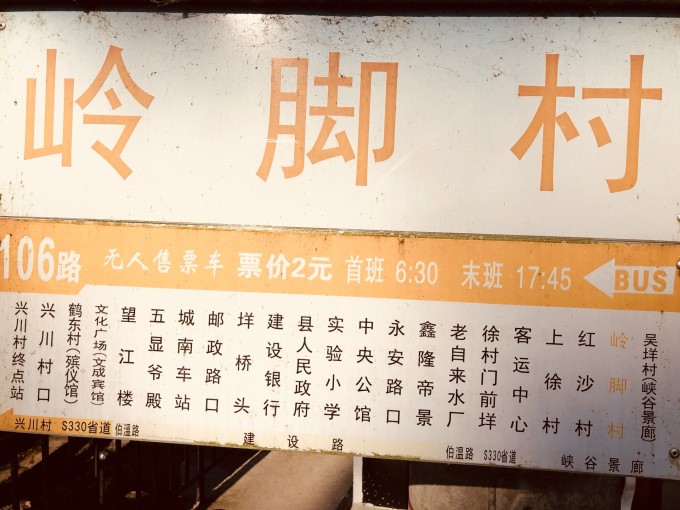 岭脚村
106路 无人售票车 票价2元 首班 6:30 末班 17:45 BUS
兴川村终点站
兴川村口
鹤东村(殡仪馆)
文化广场(文成宾馆)
望江楼
五显爷殿
城南车站
邮政路口
垟桥头
建设银行
县人民政府
实验小学
中央公馆
永安路口
鑫隆帝景
老自来水厂
徐村门前垟
客运中心
上徐村
红沙村
岭脚村
吴垟村(峡谷景廊)
兴川村 S330省道 伯温路 建设路 伯温路 S330省道 峡谷景廊